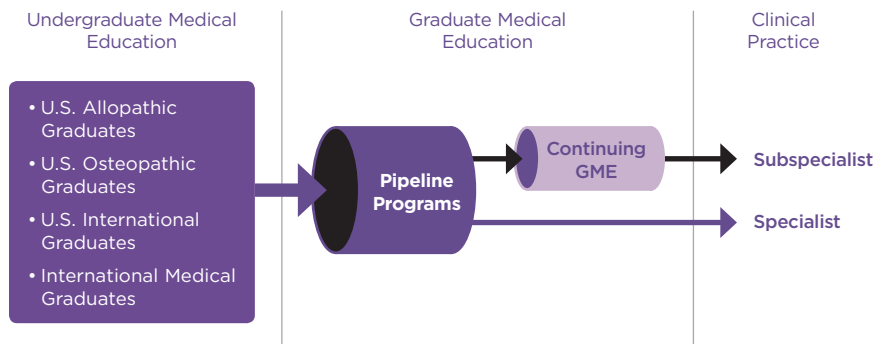 Undergraduate Medical
Education
Graduate Medical
Education
Clinical
Practice
• U.S. Allopathic
Graduates
• U.S. Osteopathic
Graduates
• U.S. International
Graduates
• International Medical
Graduates
Pipeline
Programs
Continuing
GME
Subspecialist
Specialist